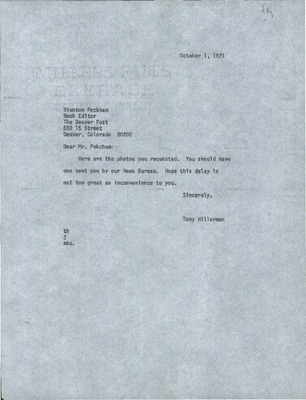 October 1, 1971
Stanton Peckham
Book Editor
The Denver Post
650 15 Street
Denver, Colorado 80202
Dear Mr. Peckham:
Here are the photos you requested. You should have
one sent you by our News Bureau. Hope this delay is
not too great an inconvenience to you.
Sincerely,
Tony Hillerman
th
3
enc.